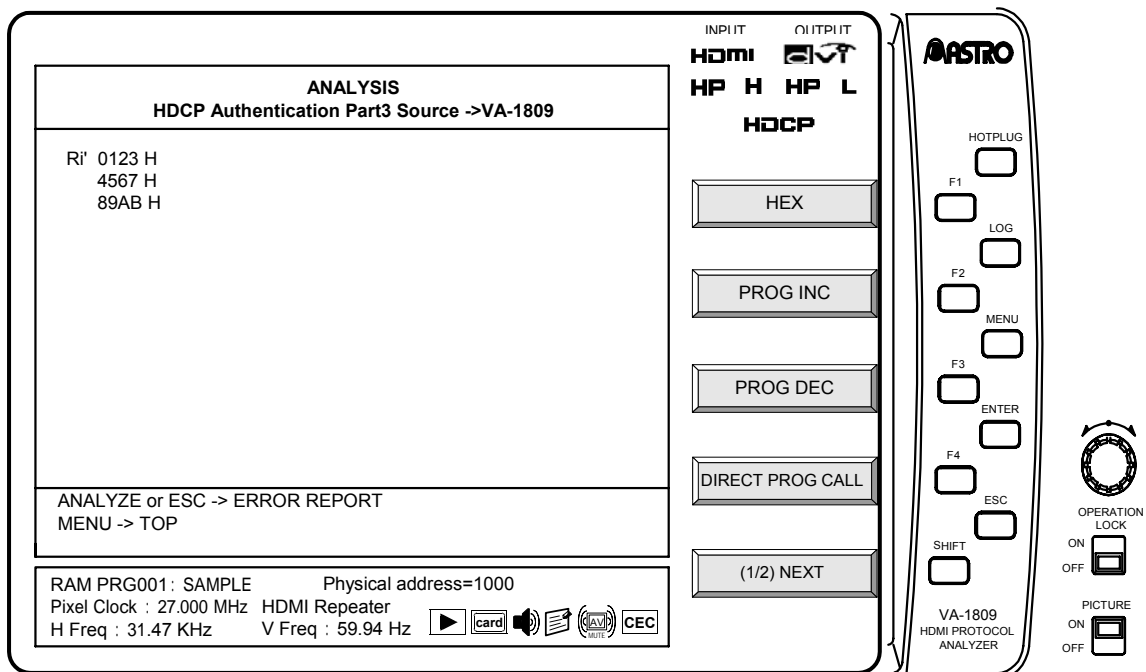 ANALYSIS
HDCP Authentication Part3 Source ->VA-1809
Ri' 0123 H
4567 H
89AB H
ANALYZE or ESC -> ERROR REPORT
MENU -> TOP
RAM PRG001: SAMPLE Physical address=1000
Pixel Clock : 27.000 MHz HDMI Repeater
H Freq : 31.47 KHz V Freq : 59.94 Hz
card
AV
MUTE
CEC
INPUT OUTPUT
HDMI DVI
HP H HP L
HDCP
HEX
PROG INC
PROG DEC
DIRECT PROG CALL
(1/2) NEXT
ASTRO
HOTPLUG
F1
LOG
F2
MENU
F3
ENTER
F4
ESC
SHIFT
VA-1809
HDMI PROTOCOL
ANALYZER
OPERATION
LOCK
ON
OFF
PICTURE
ON
OFF